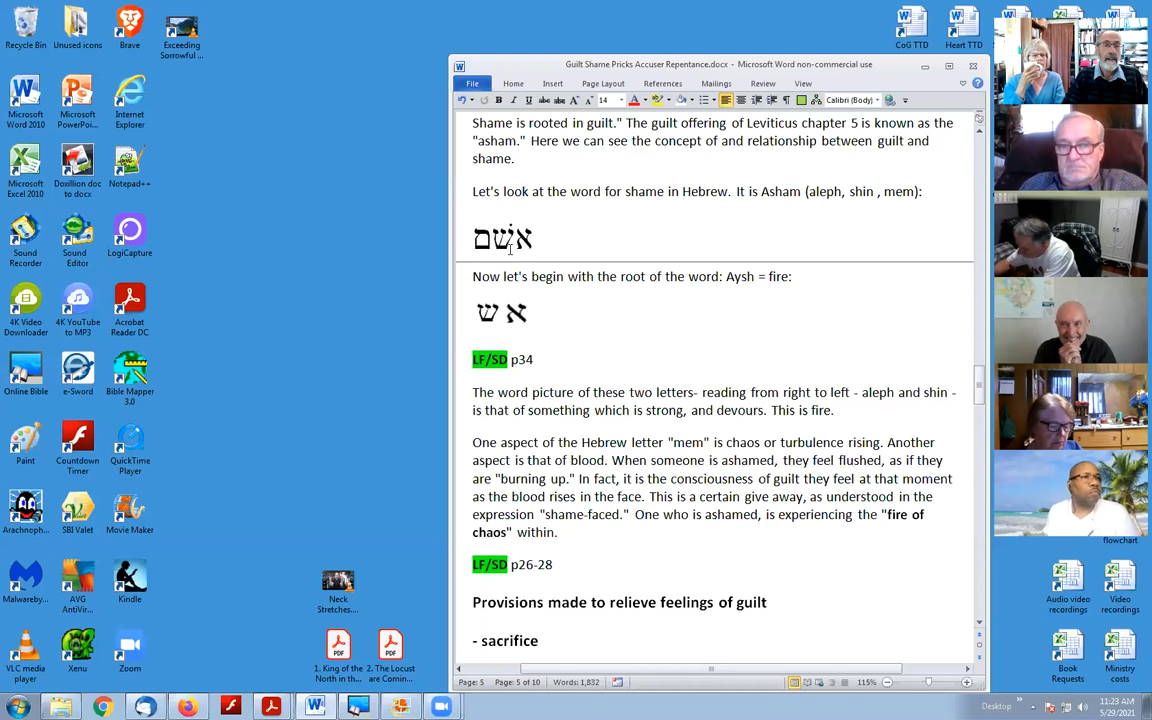 Recycle Bin
Unused icons
Brave
Exceeding
Sorrowful ...
CoG TTD
Heart TTD
Microsoft
Word 2010
Microsoft
PowerPoi...
Internet
Explorer
Microsoft
Excel 2010
Doxillion doc
to docx
Notepad++
Sound
Recorder
Sound
Editor
LogiCapture
4K Video
Downloader
4K YouTube
to MP3
Acrobat
Reader DC
Online Bible
e-Sword
Bible Mapper
3.0
Paint
Countdown
Timer
QuickTime
Player
Arachnoph...
SBI Valet
Movie Maker
Malwareby...
AVG
AntiVir...
Kindle
VLC media
player
Xenu
Zoom
Neck
Stretches...
1. King of the
North in th...
2. The Locust
are Comin...
Guilt Shame Pricks Accuser Repentance.docx - Microsoft Word non-commercial use
File Home Insert Page Layout References Mailings Review View
14
Calibri (Body)
Shame is rooted in guilt." The guilt offering of Leviticus chapter 5 is known as the
"asham." Here we can see the concept of and relationship between guilt and
shame.
Let's look at the word for shame in Hebrew. It is Asham (aleph, shin , mem):
אשׁם
Now let's begin with the root of the word: Aysh = fire:
א ש
LF/SD p34
The word picture of these two letters- reading from right to left - aleph and shin -
is that of something which is strong, and devours. This is fire.
One aspect of the Hebrew letter "mem" is chaos or turbulence rising. Another
aspect is that of blood. When someone is ashamed, they feel flushed, as if they
are "burning up." In fact, it is the consciousness of guilt they feel at that moment
as the blood rises in the face. This is a certain give away, as understood in the
expression "shame-faced." One who is ashamed, is experiencing the "fire of
chaos" within.
LF/SD p26-28
Provisions made to relieve feelings of guilt
- sacrifice
Page: 5 Page: 5 of 10 Words: 1,832 115%
flowchart
Audio video
recordings
Video
recordings
Book
Requests
Ministry
costs
Desktop
11:23 AM
5/29/2021